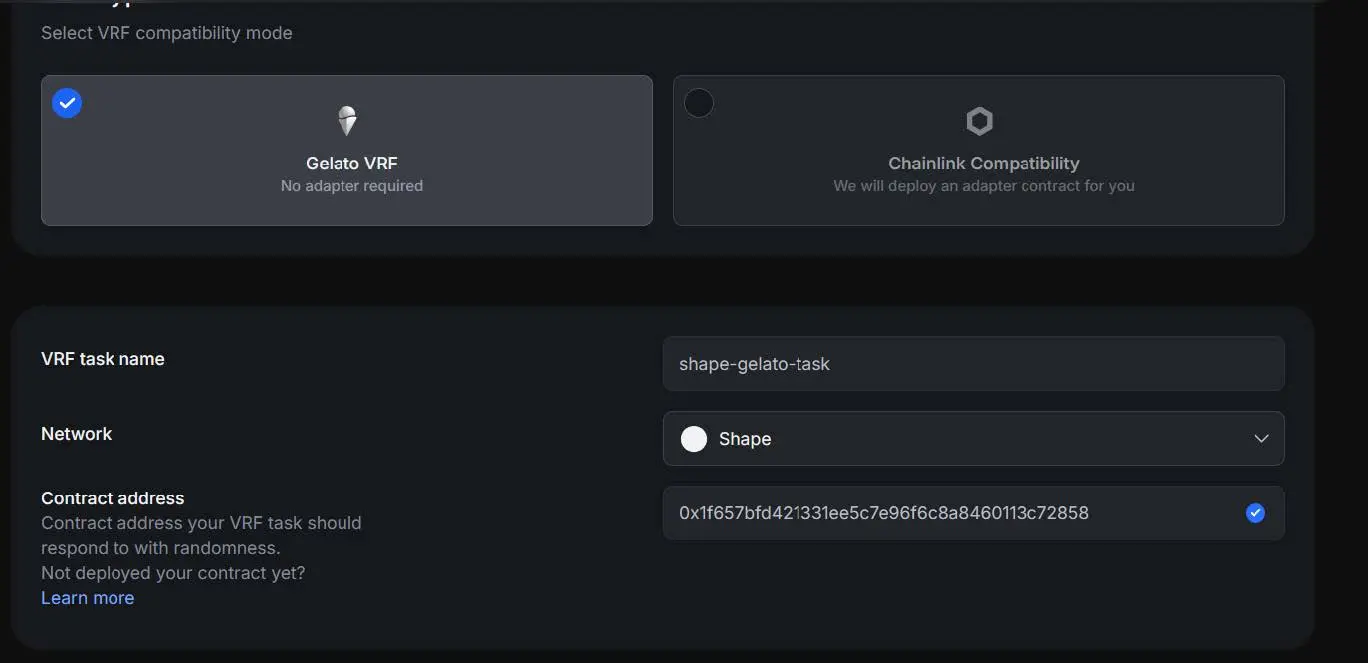 Select VRF compatibility mode
Gelato VRF
No adapter required
Chainlink Compatibility
We will deploy an adapter contract for you
VRF task name
shape-gelato-task
Network
Shape
Contract address
Contract address your VRF task should
respond to with randomness.
Not deployed your contract yet?
Learn more
0x1f657bfd421331ee5c7e96f6c8a8460113c72858